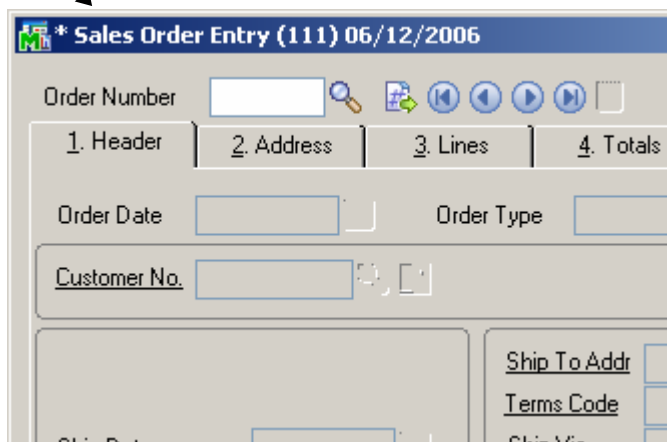 * Sales Order Entry (111) 06/12/2006
Order Number
1. Header 2. Address 3. Lines 4. Totals
Order Date Order Type
Customer No.
Ship To Addr
Terms Code